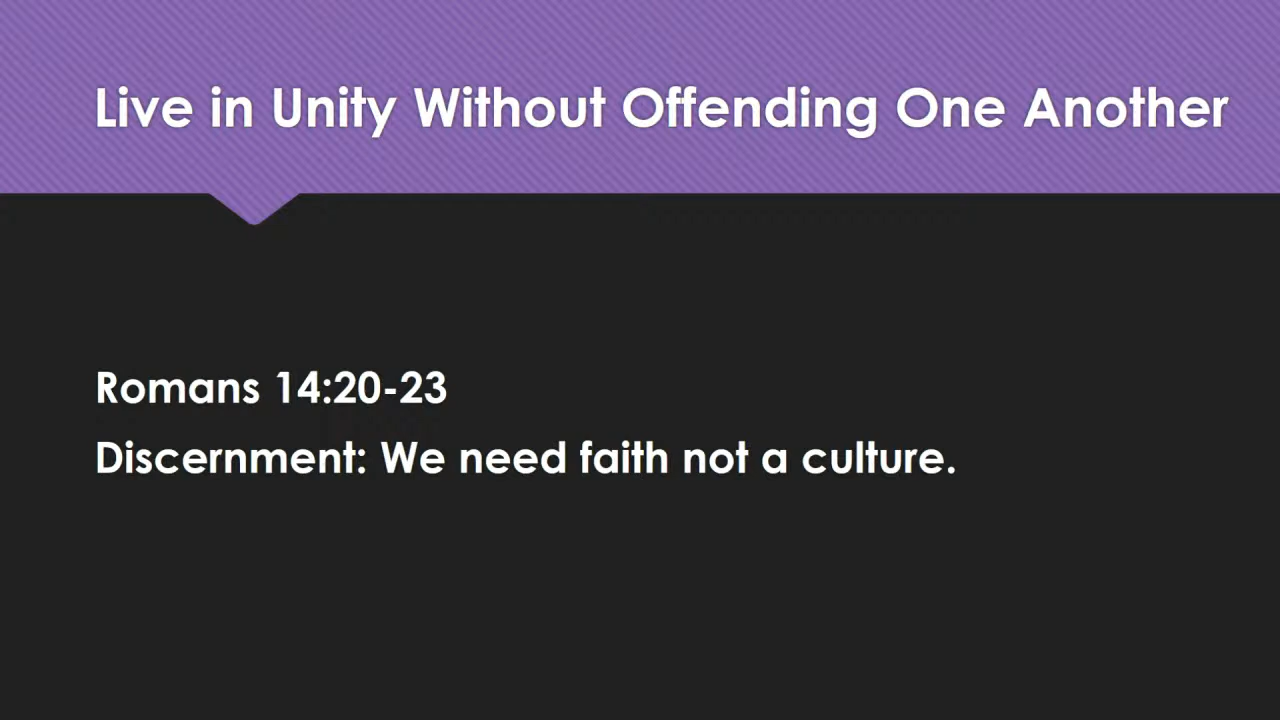 Live in Unity Without Offending One Another
Romans 14:20-23
Discernment: We need faith not a culture.